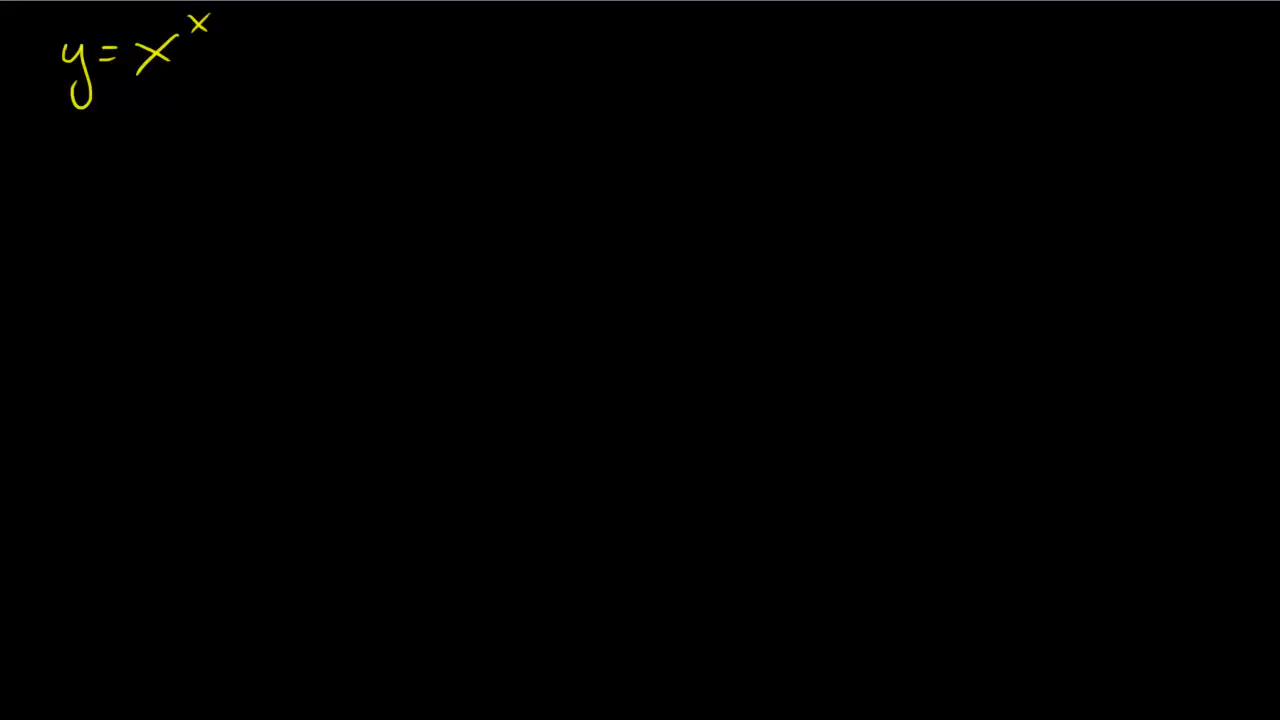 y = x^x